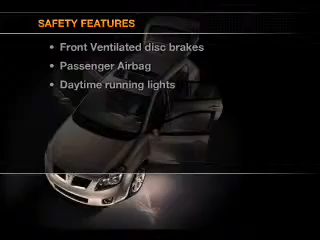 SAFETY FEATURES
• Front Ventilated disc brakes
• Passenger Airbag
• Daytime running lights